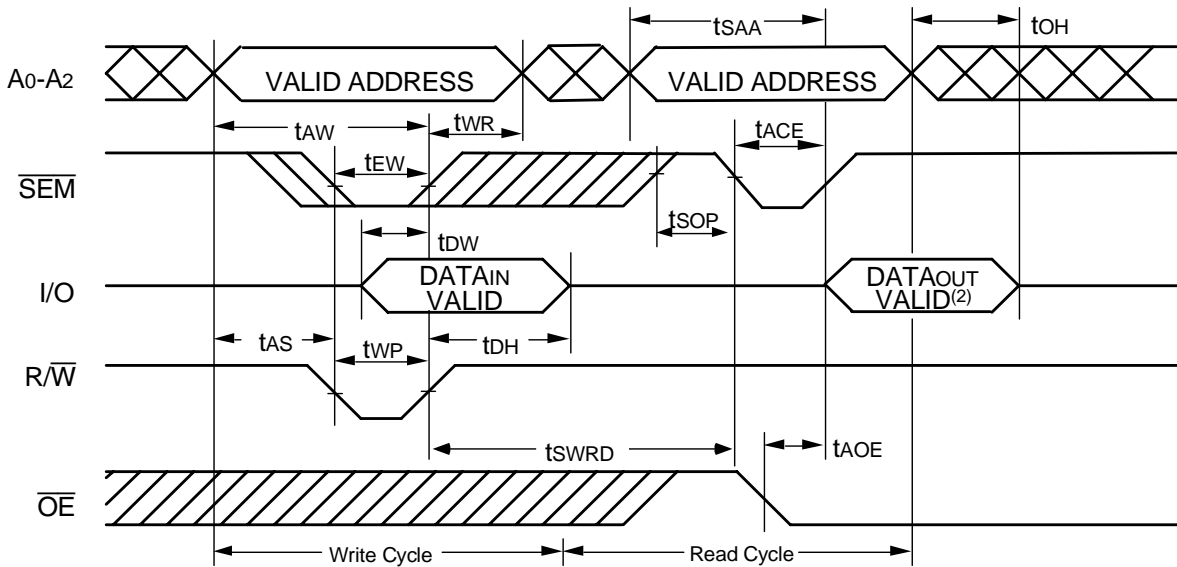 tSAA
tOH
A0-A2
VALID ADDRESS
VALID ADDRESS
tAW
tWR
tACE
tEW
SEM
tSOP
tDW
I/O
DATAIN
VALID
DATAOUT
VALID(2)
tAS
tWP
tDH
R/W
tSWRD
tAOE
OE
Write Cycle
Read Cycle